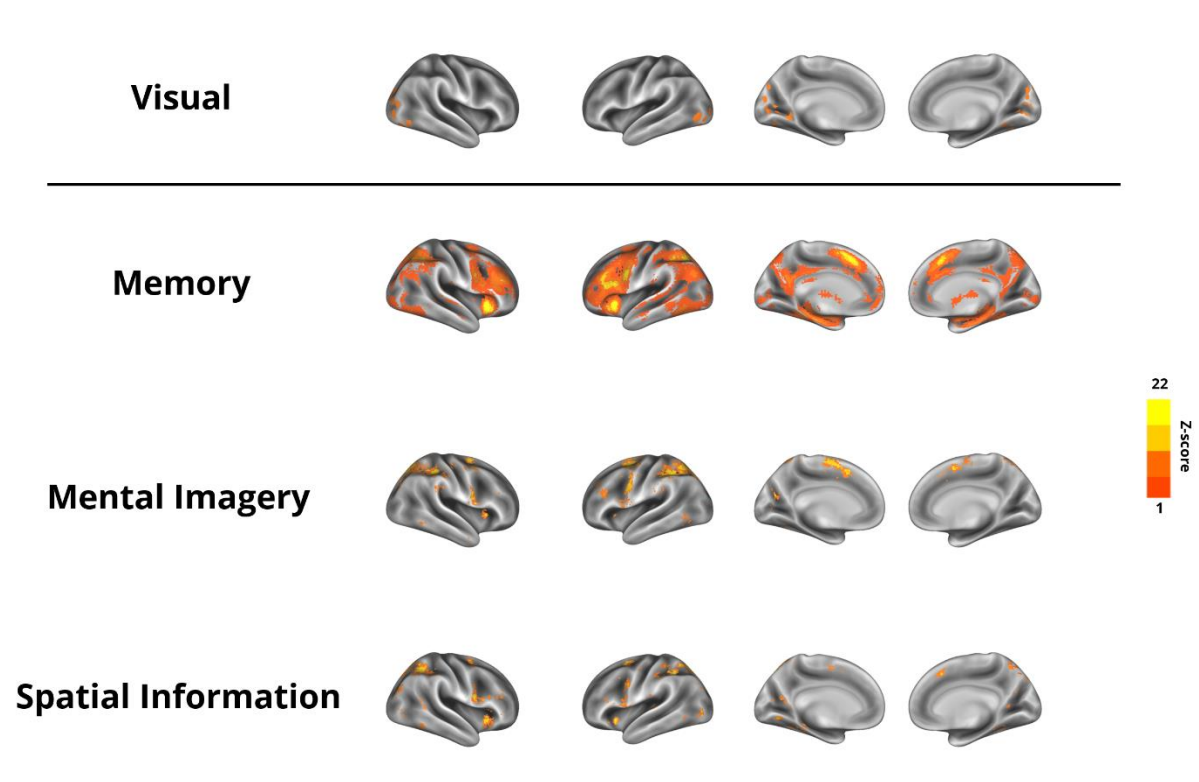 Visual
Memory
22
Z-score
Mental Imagery
1
Spatial Information